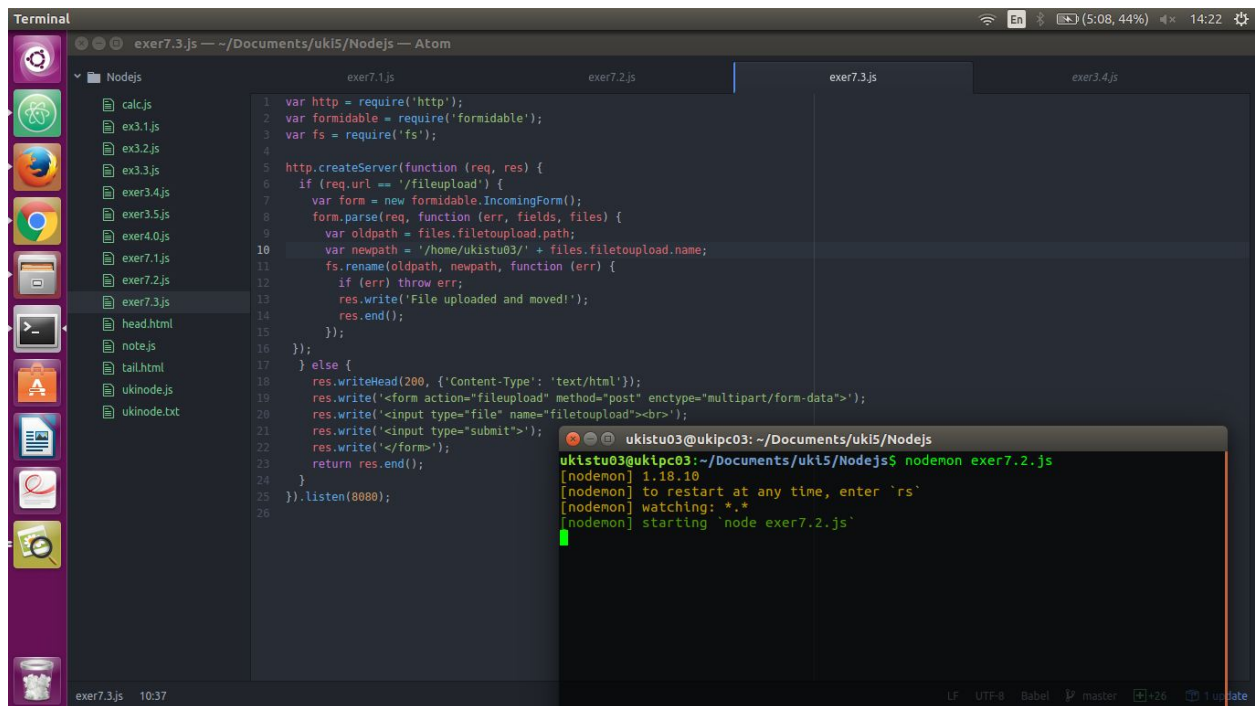 Terminal
En
(5:08, 44%)
14:22
exer7.3.js — ~/Documents/uki5/Nodejs — Atom
Nodejs
calc.js
ex3.1.js
ex3.2.js
ex3.3.js
exer3.4.js
exer3.5.js
exer4.0.js
exer7.1.js
exer7.2.js
exer7.3.js
head.html
note.js
tail.html
ukinode.js
ukinode.txt
exer7.1.js
exer7.2.js
exer7.3.js
exer3.4.js
1 var http = require('http');
2 var formidable = require('formidable');
3 var fs = require('fs');
4
5 http.createServer(function (req, res) {
6 if (req.url == '/fileupload') {
7 var form = new formidable.IncomingForm();
8 form.parse(req, function (err, fields, files) {
9 var oldpath = files.filetoupload.path;
10 var newpath = '/home/ukistu03/' + files.filetoupload.name;
11 fs.rename(oldpath, newpath, function (err) {
12 if (err) throw err;
13 res.write('File uploaded and moved!');
14 res.end();
15 });
16 });
17 } else {
18 res.writeHead(200, {'Content-Type': 'text/html'});
19 res.write('<form action="fileupload" method="post" enctype="multipart/form-data">');
20 res.write('<input type="file" name="filetoupload"><br>');
21 res.write('<input type="submit">');
22 res.write('</form>');
23 return res.end();
24 }
25 }).listen(8080);
26
ukistu03@ukipc03: ~/Documents/uki5/Nodejs
ukistu03@ukipc03:~/Documents/uki5/Nodejs$ nodemon exer7.2.js
[nodemon] 1.18.10
[nodemon] to restart at any time, enter `rs`
[nodemon] watching: *.*
[nodemon] starting `node exer7.2.js`
exer7.3.js 10:37
LF UTF-8 Babel master +26 1 update